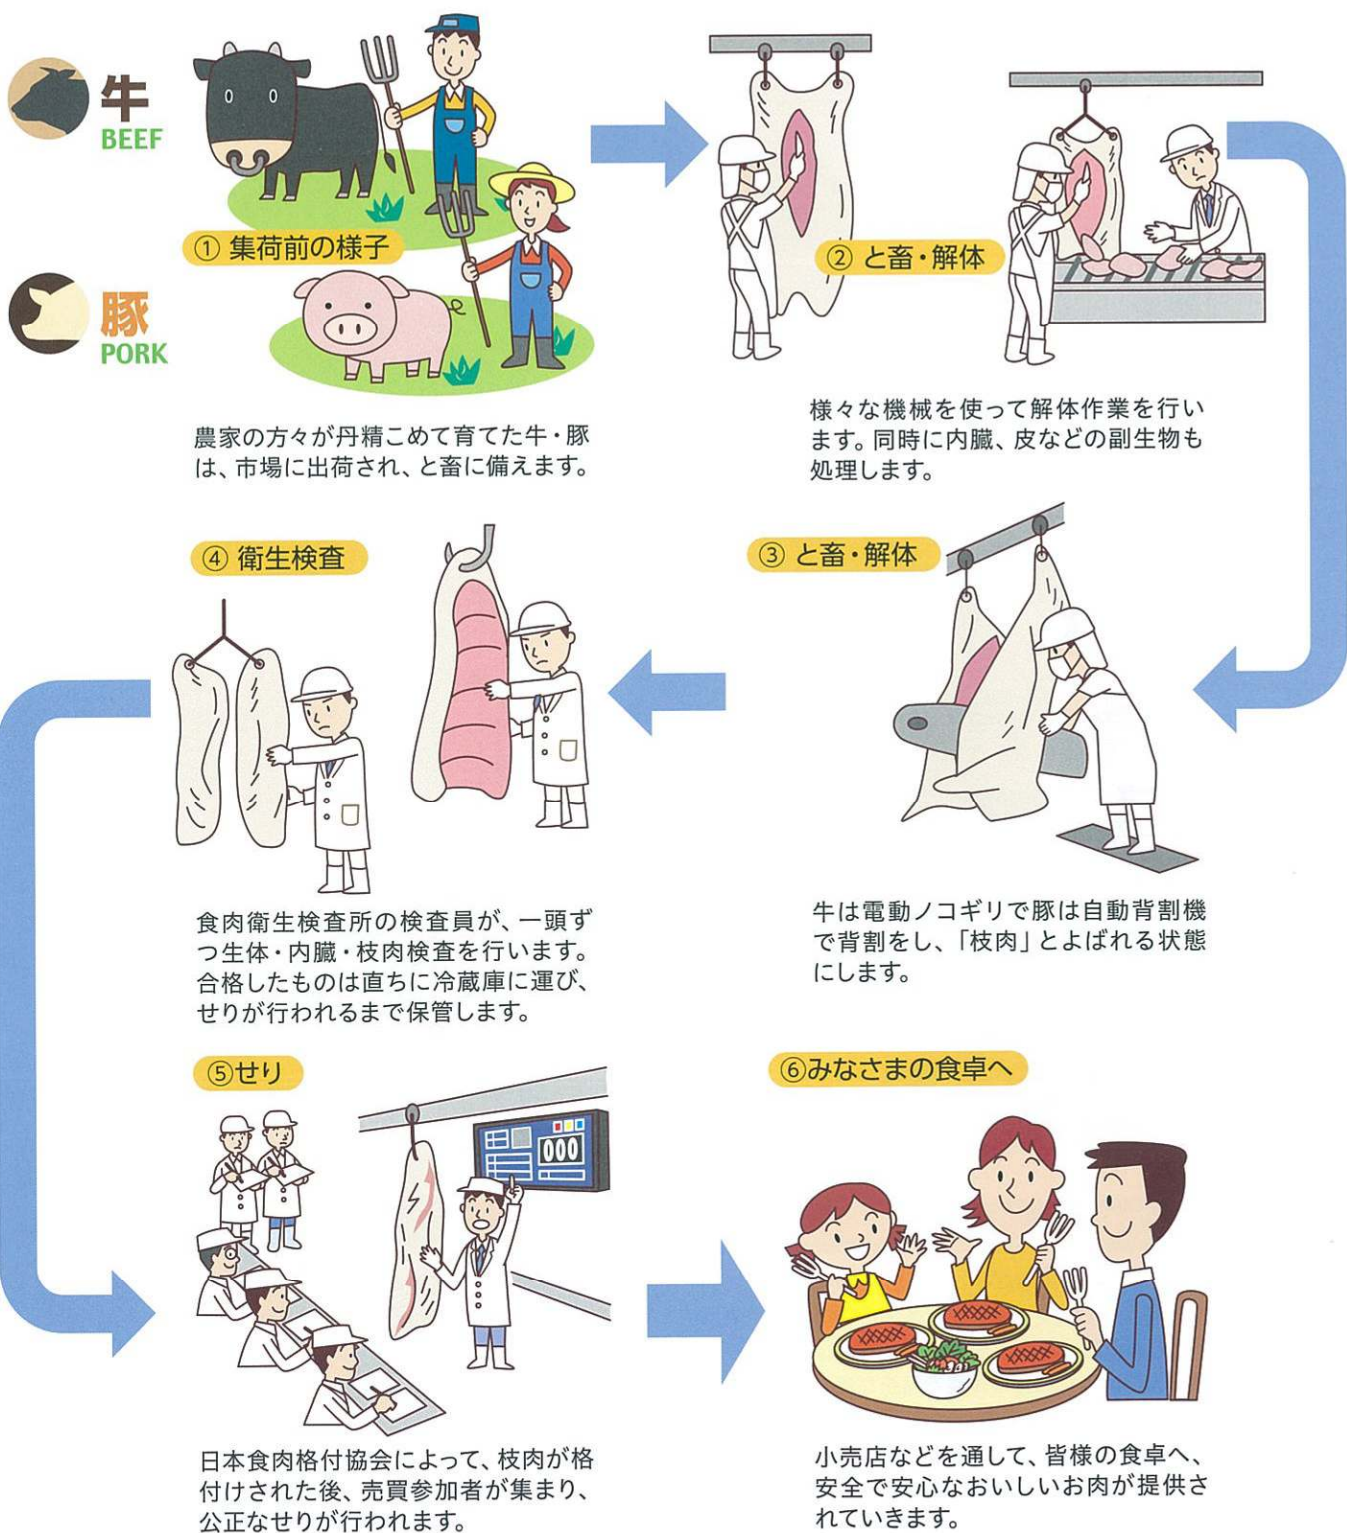 牛
BEEF
豚
PORK
① 集荷前の様子
農家の方々が丹精こめて育てた牛・豚
は、市場に出荷され、と畜に備えます。
② と畜・解体
様々な機械を使って解体作業を行い
ます。同時に内臓、皮などの副生物も
処理します。
③ と畜・解体
牛は電動ノコギリで豚は自動背割機
で背割をし、「枝肉」とよばれる状態
にします。
④ 衛生検査
食肉衛生検査所の検査員が、一頭ず
つ生体・内臓・枝肉検査を行います。
合格したものは直ちに冷蔵庫に運び、
せりが行われるまで保管します。
⑤せり
000
日本食肉格付協会によって、枝肉が格
付けされた後、売買参加者が集まり、
公正なせりが行われます。
⑥みなさまの食卓へ
小売店などを通して、皆様の食卓へ、
安全で安心なおいしいお肉が提供さ
れていきます。